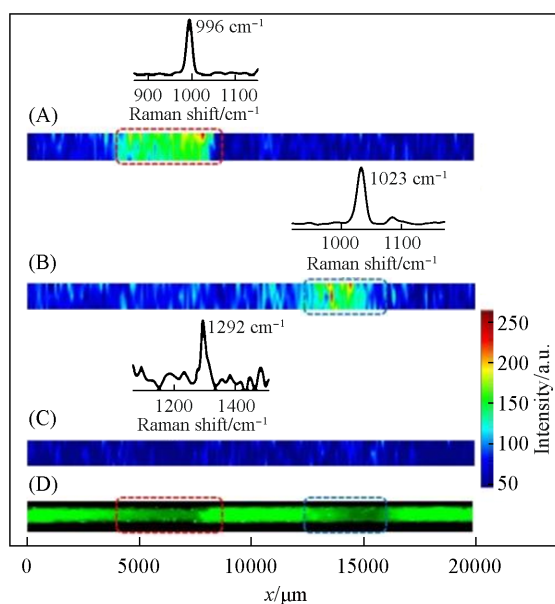 996 cm⁻¹
900 1000 1100
Raman shift/cm⁻¹
(A)
1023 cm⁻¹
1000 1100
Raman shift/cm⁻¹
(B)
1292 cm⁻¹
1200 1400
Raman shift/cm⁻¹
(C)
(D)
250
200
150
100
50
Intensity/a.u.
0 5000 10000 15000 20000
x/μm